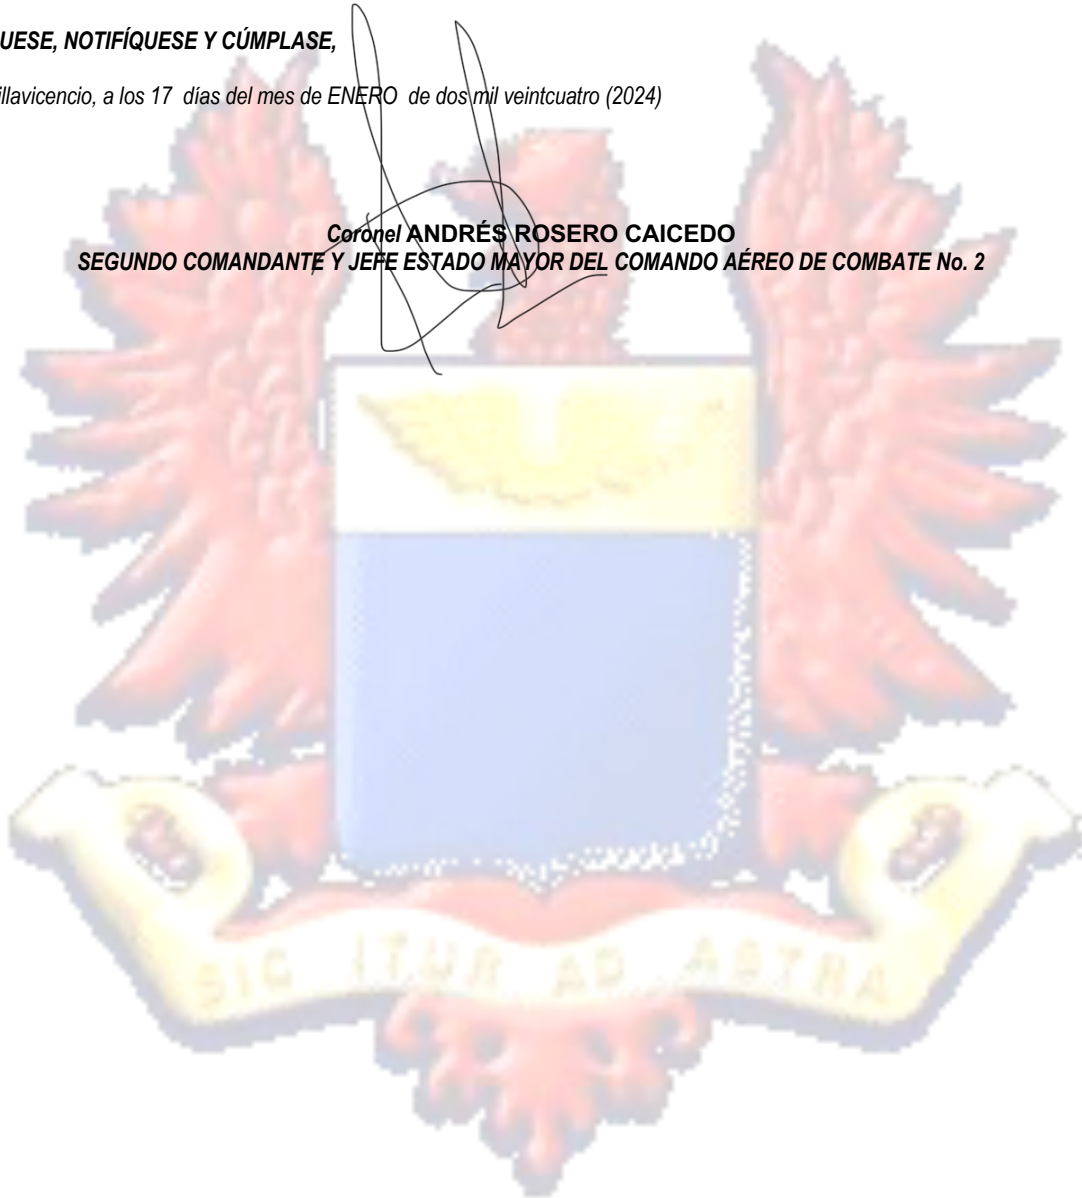 UESE, NOTIFÍQUESE Y CÚMPLASE,
illavicencio, a los 17 días del mes de ENERO de dos mil veintcuatro (2024)
Coronel ANDRÉS ROSERO CAICEDO
SEGUNDO COMANDANTE Y JEFE ESTADO MAYOR DEL COMANDO AÉREO DE COMBATE No. 2
SIC ITUR AD ASTRA